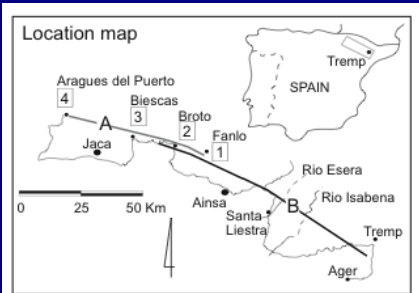 Location map
Tremp
SPAIN
Aragues del Puerto
4
A
Biescas
3
Broto
2
Fanlo
1
Jaca
Rio Esera
Rio Isabena
0 25 50 Km
Ainsa
Santa
Liestra
B
Tremp
Ager